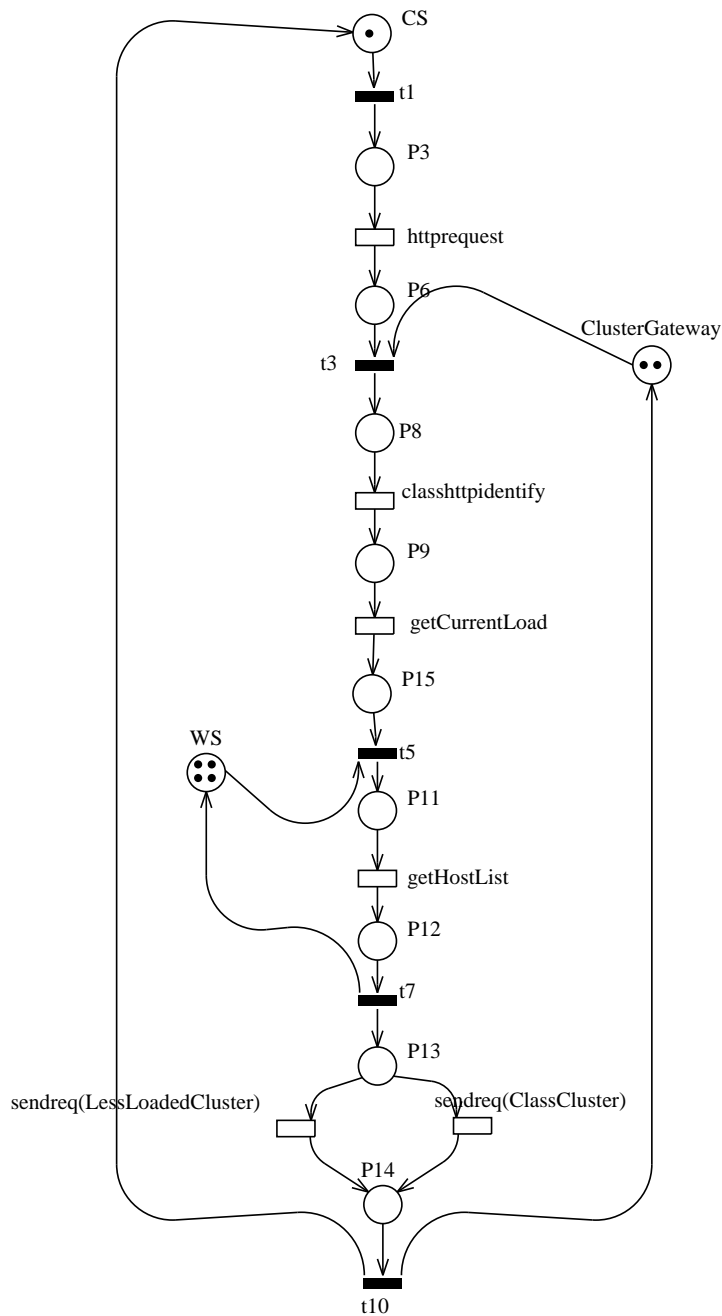 CS
t1
P3
httprequest
P6
ClusterGateway
t3
P8
classhttpidentify
P9
getCurrentLoad
P15
WS
t5
P11
getHostList
P12
t7
P13
sendreq(LessLoadedCluster)
sendreq(ClassCluster)
P14
t10